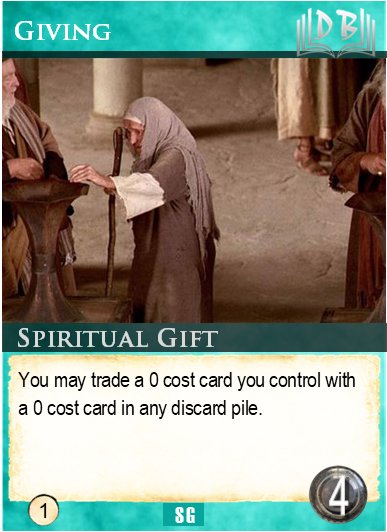 GIVING
DB
SPIRITUAL GIFT
You may trade a 0 cost card you control with
a 0 cost card in any discard pile.
1
SG
4